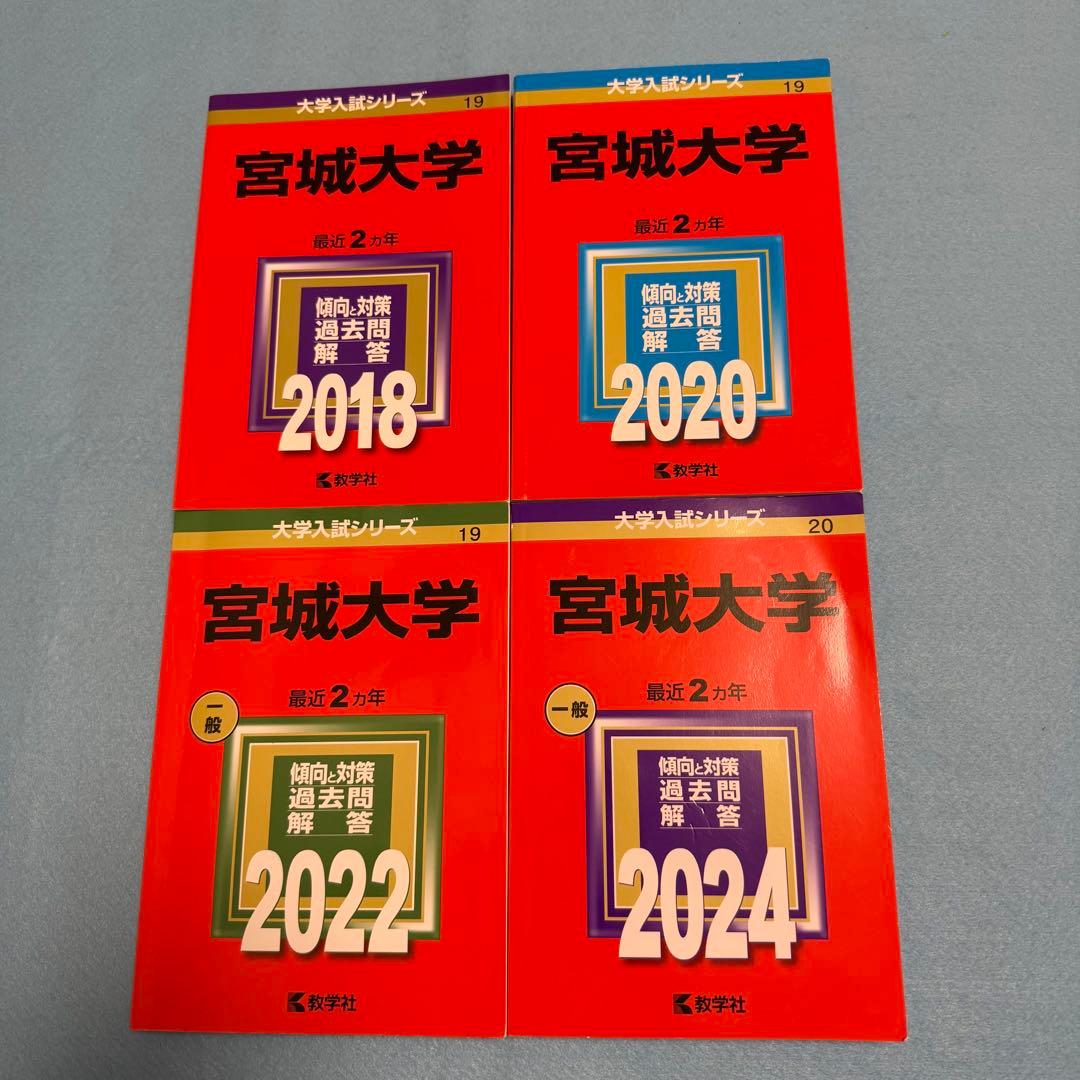 大学入試シリーズ 19
宮城大学
最近2カ年
傾向と対策
過去問
解答
2018
教学社
大学入試シリーズ 19
宮城大学
最近2カ年
傾向と対策
過去問
解答
2020
教学社
大学入試シリーズ 19
宮城大学
一般
最近2カ年
傾向と対策
過去問
解答
2022
教学社
大学入試シリーズ 20
宮城大学
一般
最近2カ年
傾向と対策
過去問
解答
2024
教学社